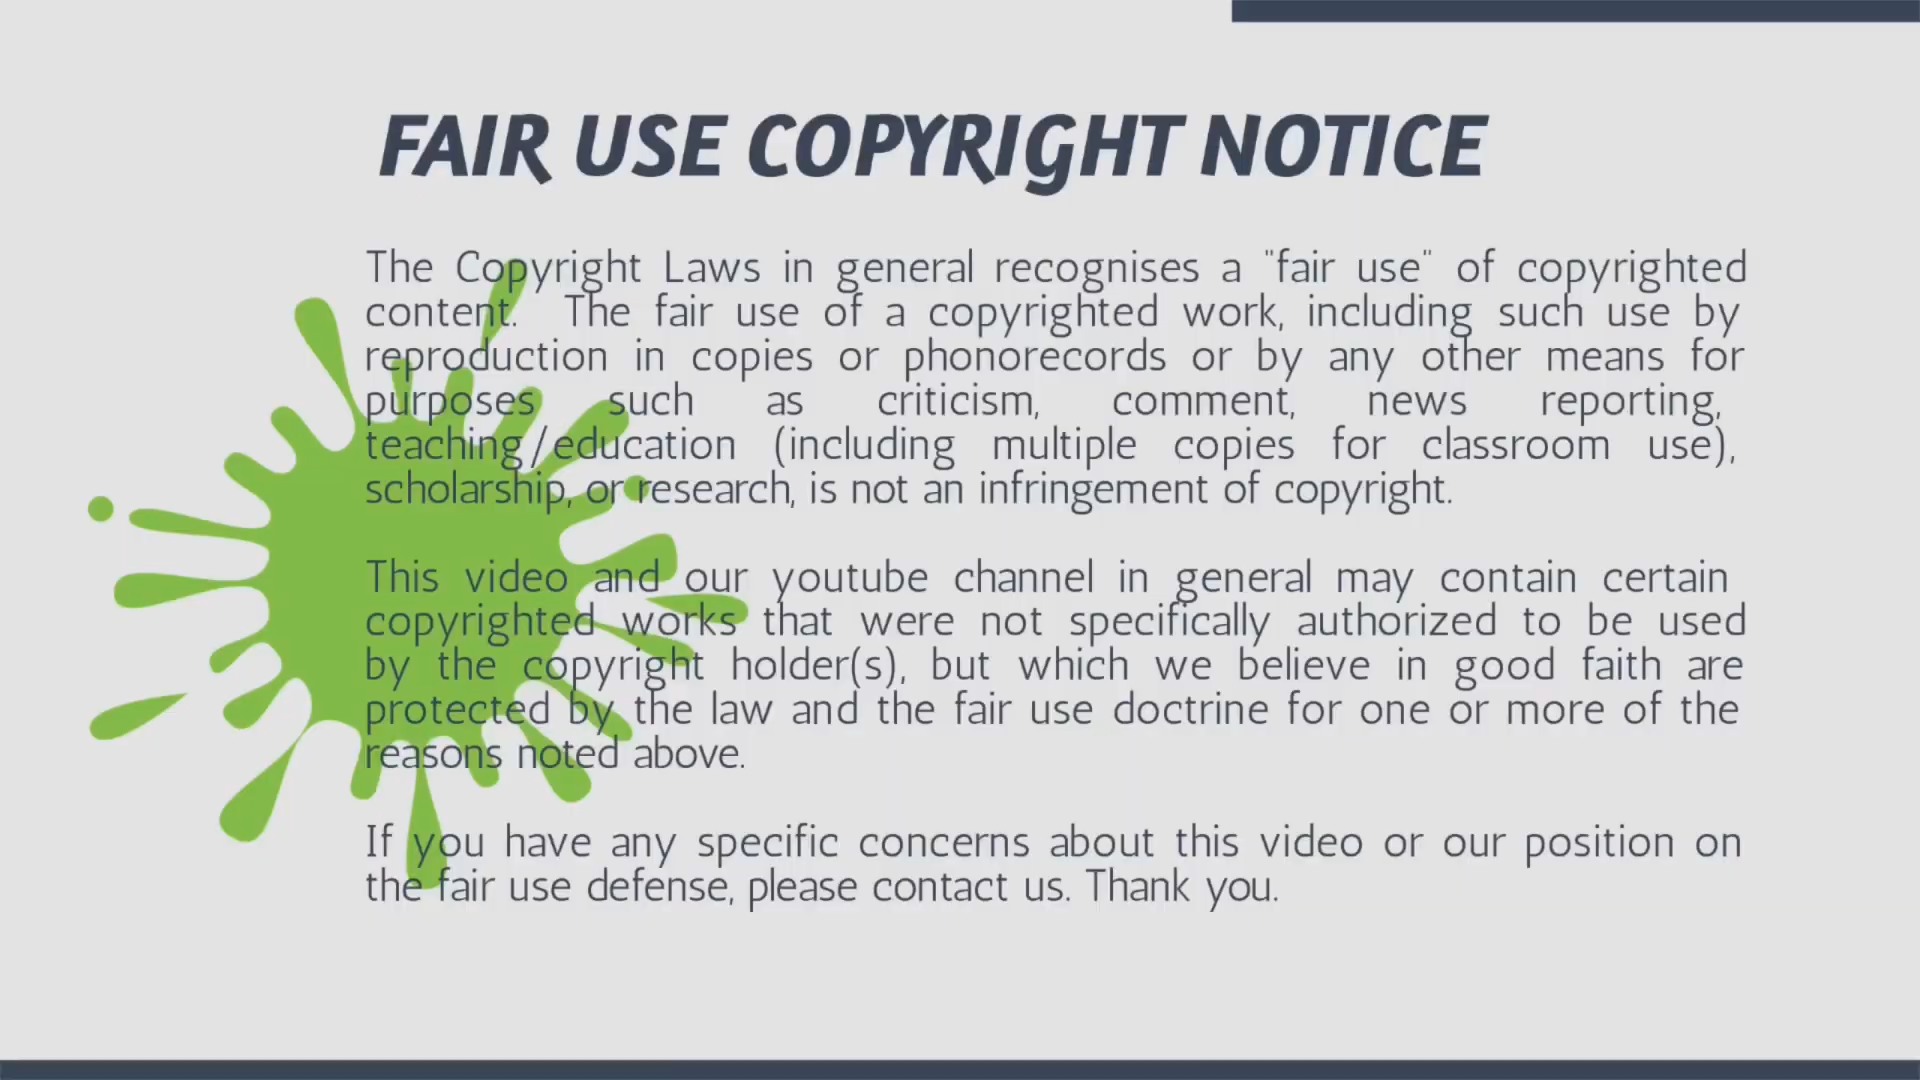 FAIR USE COPYRIGHT NOTICE
The Copyright Laws in general recognises a "fair use" of copyrighted
content. The fair use of a copyrighted work, including such use by
reproduction in copies or phonorecords or by any other means for
purposes such as criticism, comment, news reporting,
teaching/education (including multiple copies for classroom use),
scholarship, or research, is not an infringement of copyright.
This video and our youtube channel in general may contain certain
copyrighted works that were not specifically authorized to be used
by the copyright holder(s), but which we believe in good faith are
protected by the law and the fair use doctrine for one or more of the
reasons noted above.
If you have any specific concerns about this video or our position on
the fair use defense, please contact us. Thank you.